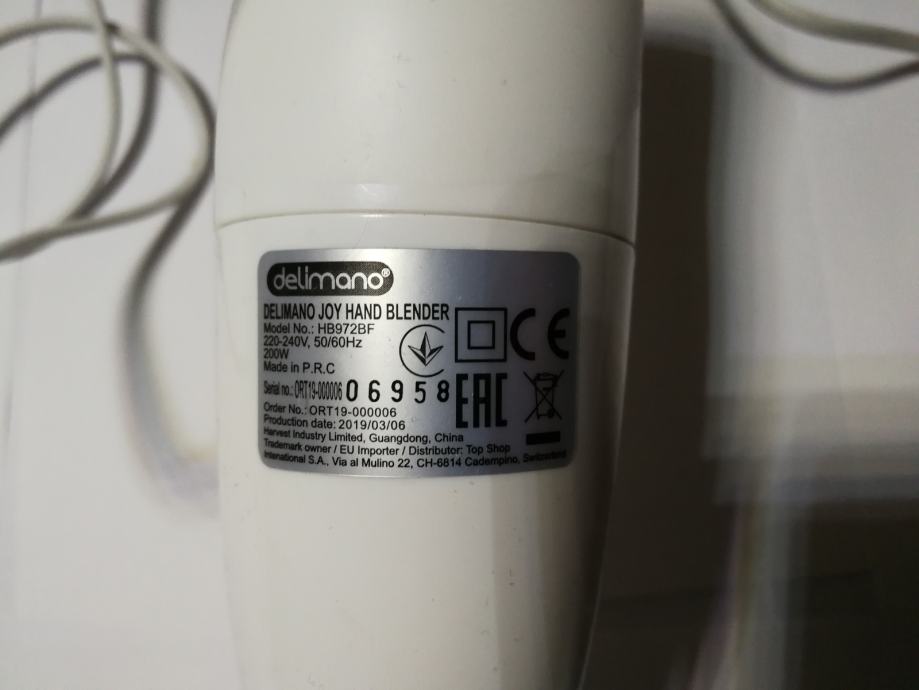 delimano®
DELIMANO JOY HAND BLENDER
Model No.: HB972BF
220-240V, 50/60Hz
200W
Made in P.R.C
Serial no.: ORT19-000006 06958
CE
EAC
Order No.: ORT19-000006
Production date: 2019/03/06
Harvest Industry Limited, Guangdong, China
Trademark owner / EU Importer / Distributor: Top Shop
International S.A., Via al Mulino 22, CH-6814 Cadempino, Switzerland